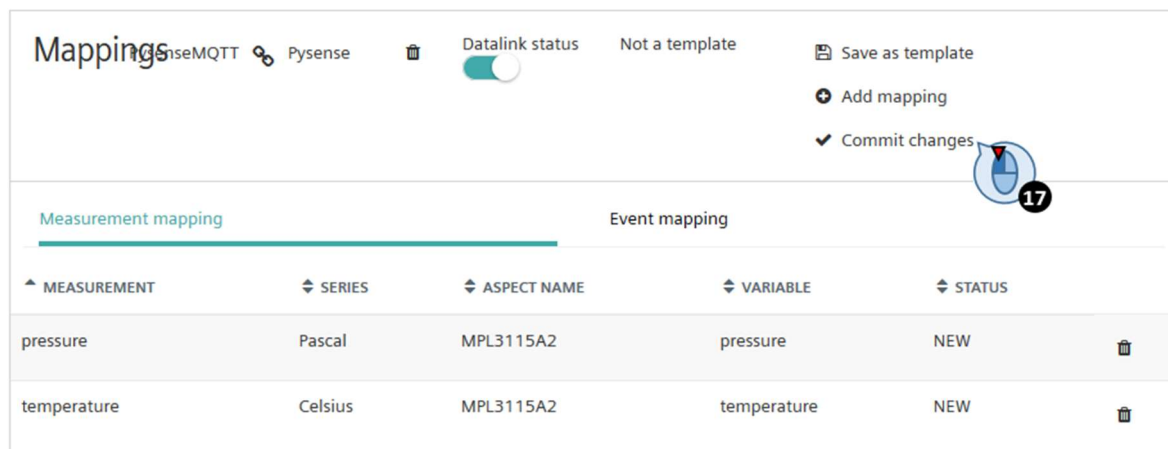 Mappings PysenseMQTT Pysense Datalink status Not a template
Save as template
Add mapping
Commit changes
17
Measurement mapping Event mapping
MEASUREMENT SERIES ASPECT NAME VARIABLE STATUS
pressure Pascal MPL3115A2 pressure NEW
temperature Celsius MPL3115A2 temperature NEW